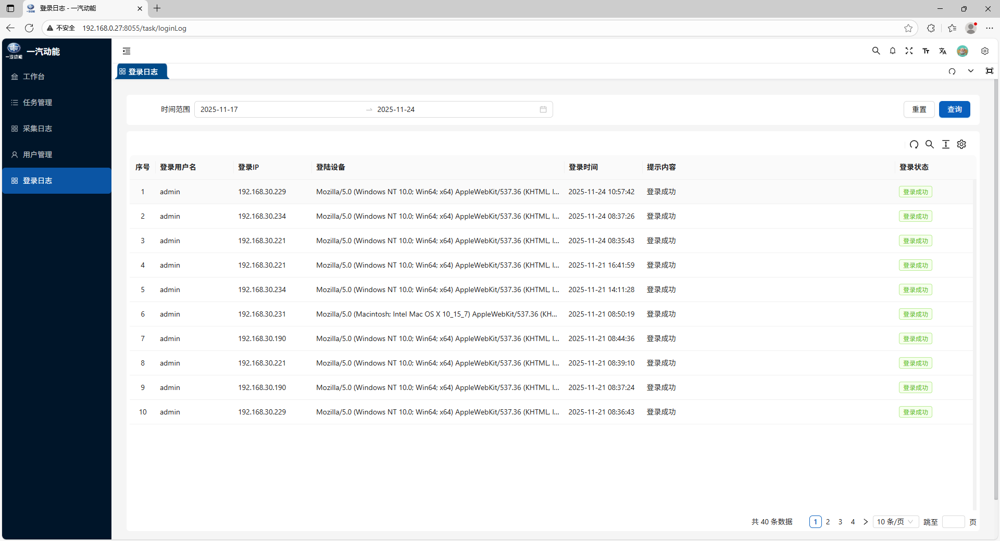 登录日志 - 一汽动能
不安全 192.168.0.27:8055/task/loginLog
一汽动能
一汽动能
工作台
任务管理
采集日志
用户管理
登录日志
登录日志
时间范围 2025-11-17 2025-11-24 重置 查询
序号 登录用户名 登录IP 登陆设备 登录时间 提示内容 登录状态
1 admin 192.168.30.229 Mozilla/5.0 (Windows NT 10.0; Win64; x64) AppleWebKit/537.36 (KHTML, l... 2025-11-24 10:57:42 登录成功 登录成功
2 admin 192.168.30.234 Mozilla/5.0 (Windows NT 10.0; Win64; x64) AppleWebKit/537.36 (KHTML, l... 2025-11-24 08:37:26 登录成功 登录成功
3 admin 192.168.30.221 Mozilla/5.0 (Windows NT 10.0; Win64; x64) AppleWebKit/537.36 (KHTML, l... 2025-11-24 08:35:43 登录成功 登录成功
4 admin 192.168.30.221 Mozilla/5.0 (Windows NT 10.0; Win64; x64) AppleWebKit/537.36 (KHTML, l... 2025-11-21 16:41:59 登录成功 登录成功
5 admin 192.168.30.234 Mozilla/5.0 (Windows NT 10.0; Win64; x64) AppleWebKit/537.36 (KHTML, l... 2025-11-21 14:11:28 登录成功 登录成功
6 admin 192.168.30.231 Mozilla/5.0 (Macintosh; Intel Mac OS X 10_15_7) AppleWebKit/537.36 (KH... 2025-11-21 08:50:19 登录成功 登录成功
7 admin 192.168.30.190 Mozilla/5.0 (Windows NT 10.0; Win64; x64) AppleWebKit/537.36 (KHTML, l... 2025-11-21 08:44:36 登录成功 登录成功
8 admin 192.168.30.221 Mozilla/5.0 (Windows NT 10.0; Win64; x64) AppleWebKit/537.36 (KHTML, l... 2025-11-21 08:39:10 登录成功 登录成功
9 admin 192.168.30.190 Mozilla/5.0 (Windows NT 10.0; Win64; x64) AppleWebKit/537.36 (KHTML, l... 2025-11-21 08:37:24 登录成功 登录成功
10 admin 192.168.30.229 Mozilla/5.0 (Windows NT 10.0; Win64; x64) AppleWebKit/537.36 (KHTML, l... 2025-11-21 08:36:43 登录成功 登录成功
共 40 条数据 1 2 3 4 10 条/页 跳至 页